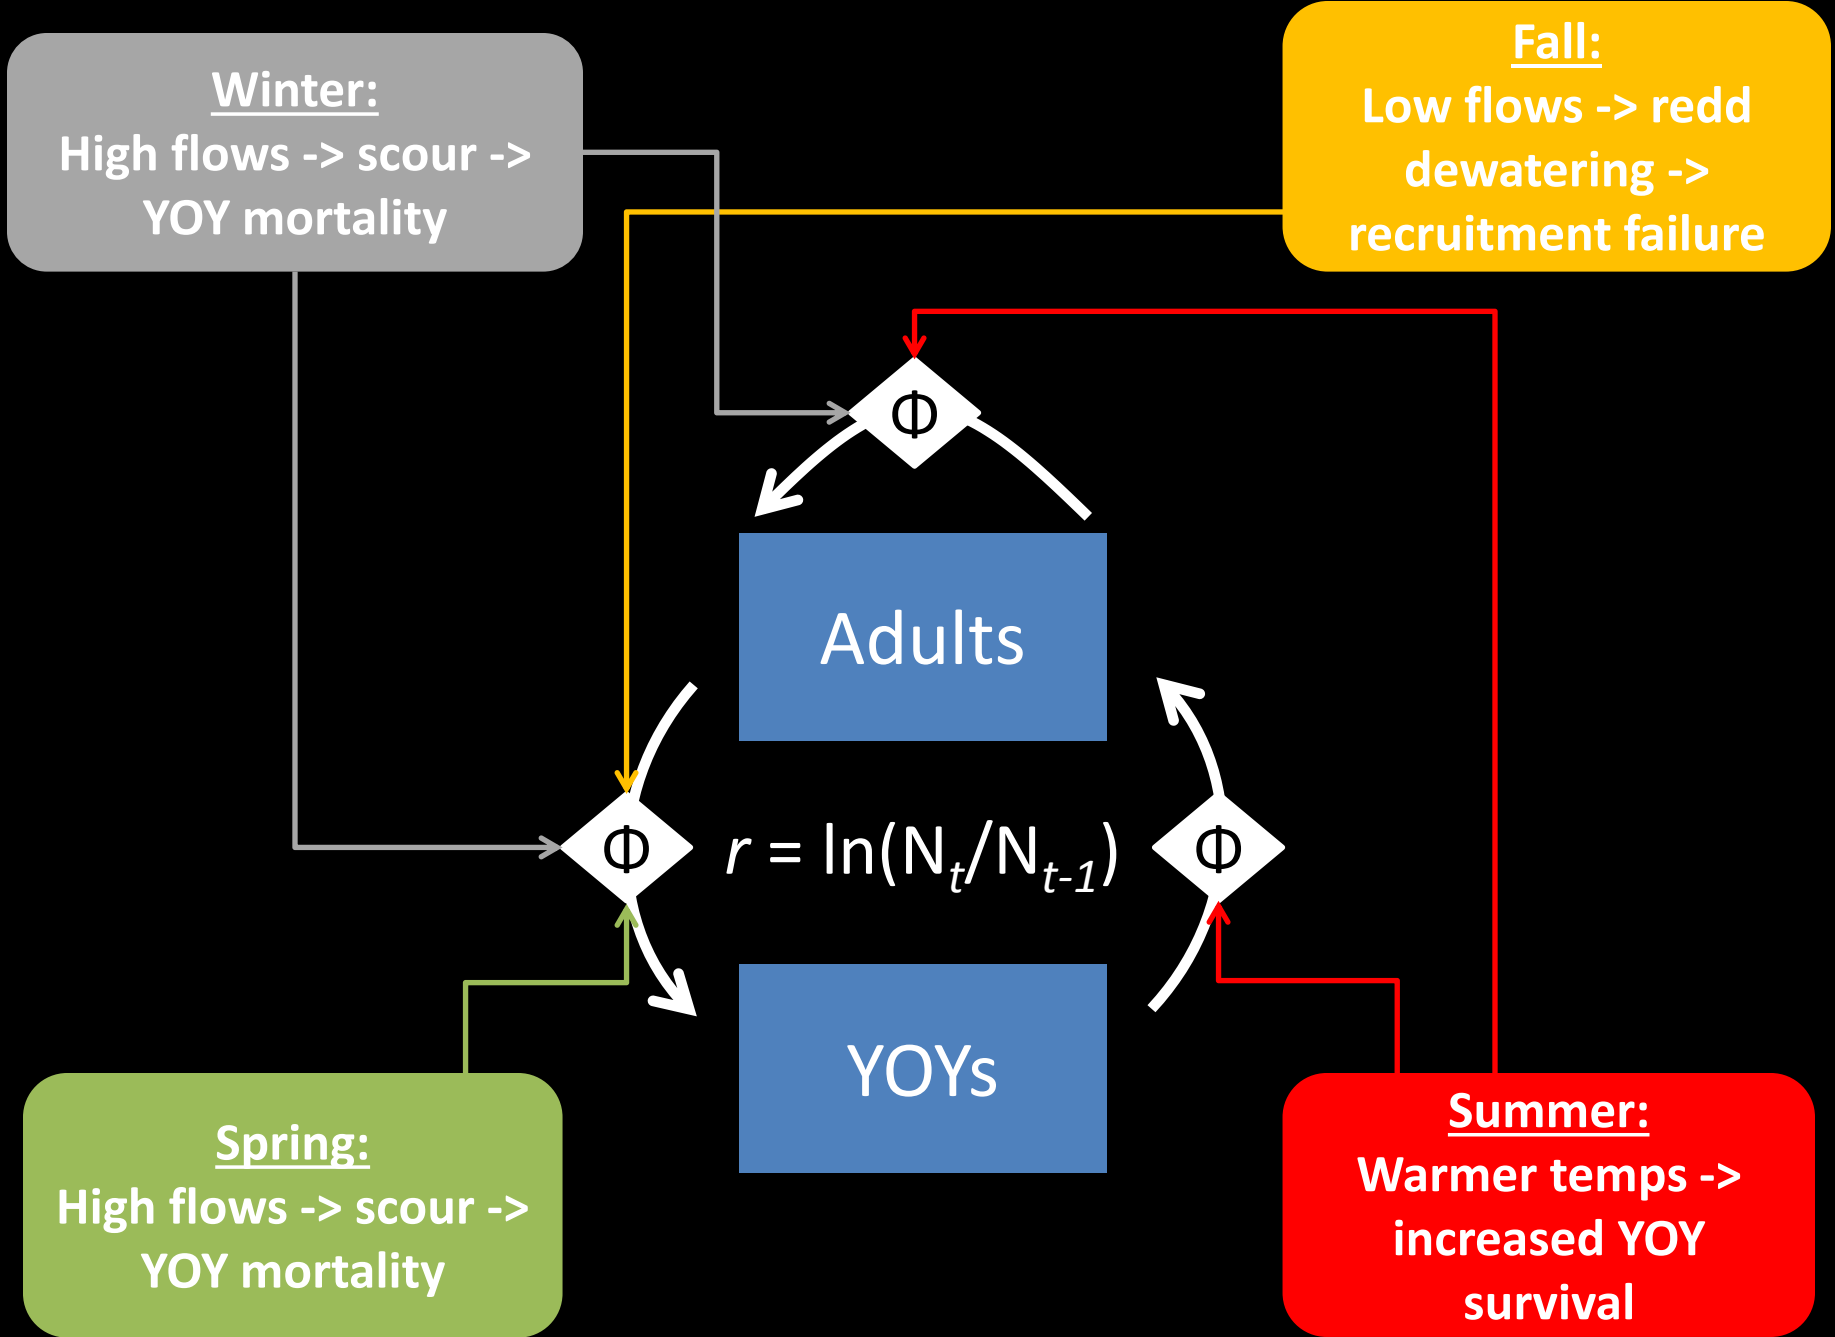 Winter:
High flows -> scour ->
YOY mortality
Fall:
Low flows -> redd
dewatering ->
recruitment failure
Φ
Adults
Φ
r = ln(Nt/Nt-1)
Φ
YOYs
Spring:
High flows -> scour ->
YOY mortality
Summer:
Warmer temps ->
increased YOY
survival